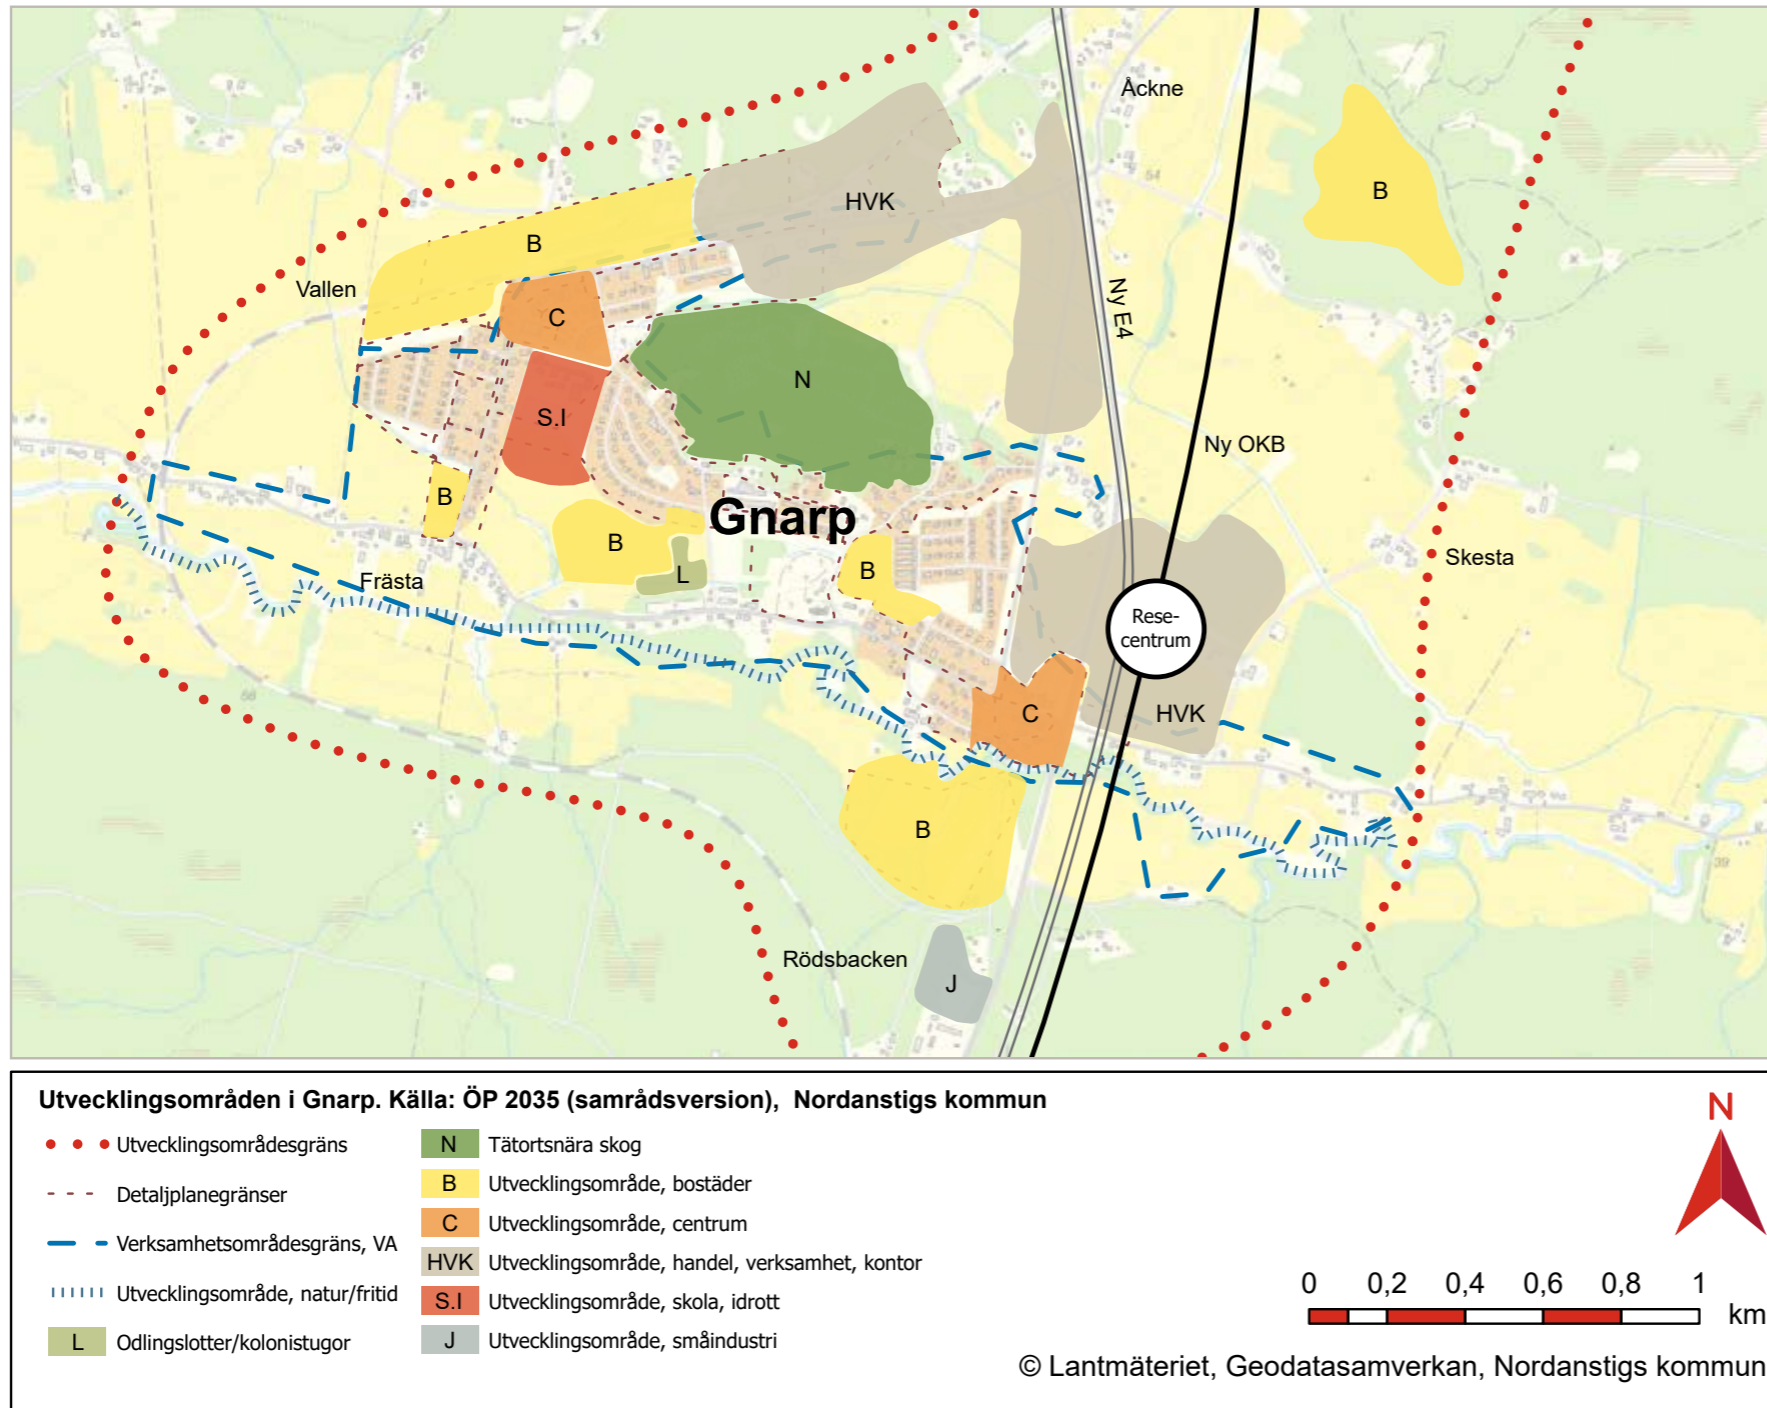 Åckne
54
B
HVK
B
Vallen
C
Ny E4
N
S.I
Ny OKB
B
Gnarp
B
B
L
Skesta
Frästa
Rese-
centrum
56
C
HVK
B
39
Rödsbacken
J
Utvecklingsområden i Gnarp. Källa: ÖP 2035 (samrådsversion), Nordanstigs kommun
Utvecklingsområdesgräns
Detaljplanegränser
Verksamhetsområdesgräns, VA
Utvecklingsområde, natur/fritid
L Odlingslotter/kolonistugor
N Tätortsnära skog
B Utvecklingsområde, bostäder
C Utvecklingsområde, centrum
HVK Utvecklingsområde, handel, verksamhet, kontor
S.I Utvecklingsområde, skola, idrott
J Utvecklingsområde, småindustri
N
0 0,2 0,4 0,6 0,8 1
km
© Lantmäteriet, Geodatasamverkan, Nordanstigs kommun